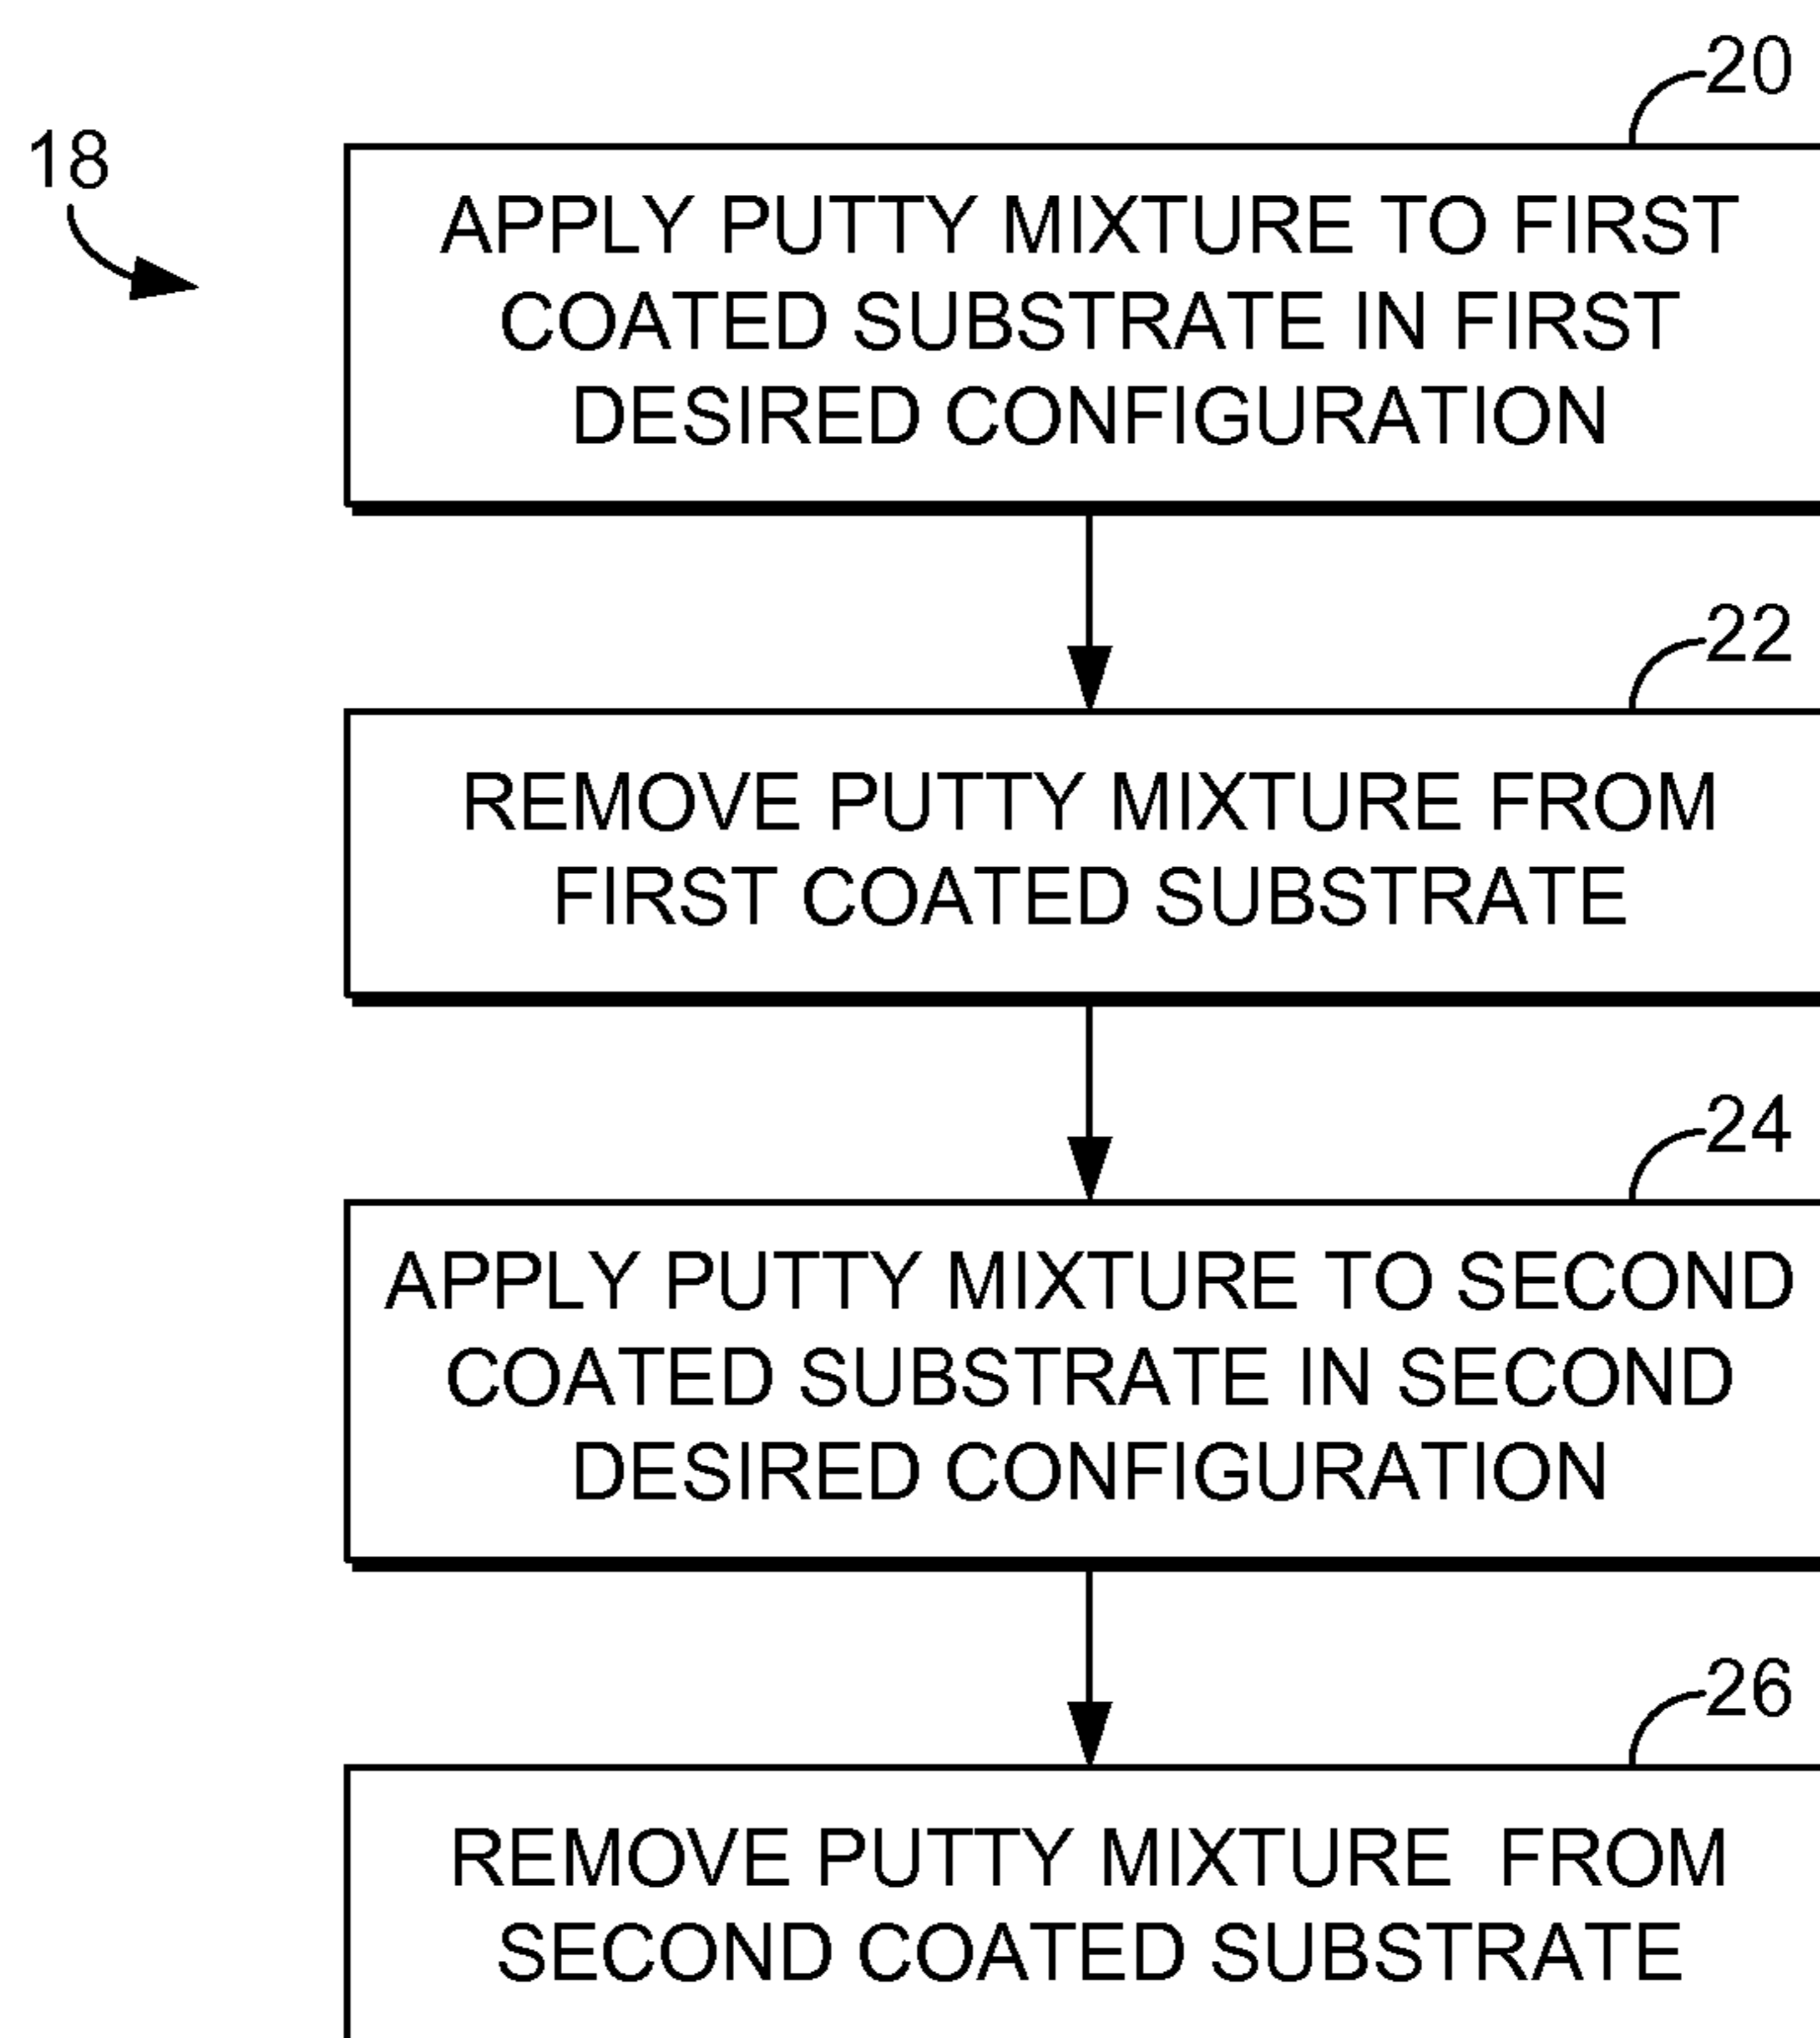 20
18
APPLY PUTTY MIXTURE TO FIRST
COATED SUBSTRATE IN FIRST
DESIRED CONFIGURATION
22
REMOVE PUTTY MIXTURE FROM
FIRST COATED SUBSTRATE
24
APPLY PUTTY MIXTURE TO SECOND
COATED SUBSTRATE IN SECOND
DESIRED CONFIGURATION
26
REMOVE PUTTY MIXTURE FROM
SECOND COATED SUBSTRATE